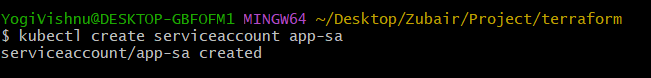 YogiVishnu@DESKTOP-GBFOFM1 MINGW64 ~/Desktop/Zubair/Project/terraform
$ kubectl create serviceaccount app-sa
serviceaccount/app-sa created